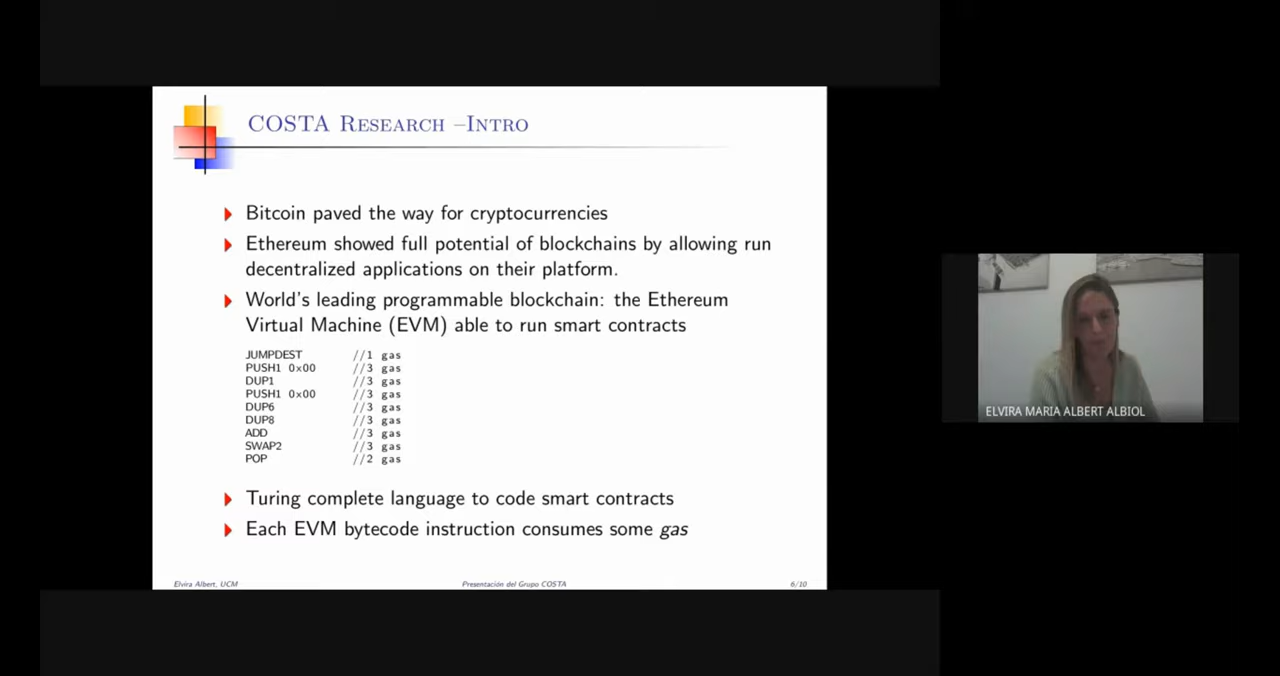 COSTA RESEARCH –INTRO
Bitcoin paved the way for cryptocurrencies
Ethereum showed full potential of blockchains by allowing run
decentralized applications on their platform.
World's leading programmable blockchain: the Ethereum
Virtual Machine (EVM) able to run smart contracts
JUMPDEST //1 gas
PUSH1 0x00 //3 gas
DUP1 //3 gas
PUSH1 0x00 //3 gas
DUP6 //3 gas
DUP8 //3 gas
ADD //3 gas
SWAP2 //3 gas
POP //2 gas
Turing complete language to code smart contracts
Each EVM bytecode instruction consumes some gas
Elvira Albert, UCM Presentación del Grupo COSTA 6/10
ELVIRA MARIA ALBERT ALBIOL